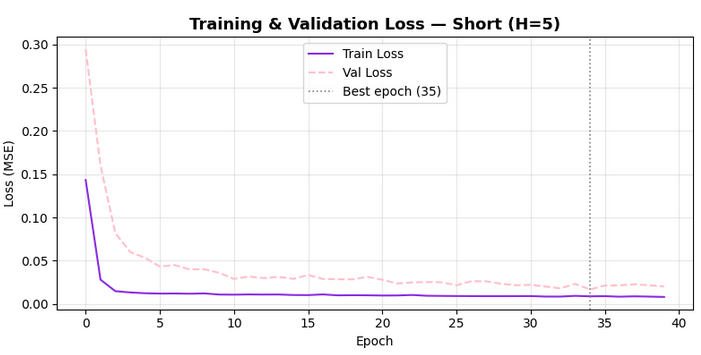 Training & Validation Loss — Short (H=5)
Train Loss
Val Loss
Best epoch (35)
Loss (MSE)
0.30
0.25
0.20
0.15
0.10
0.05
0.00
0 5 10 15 20 25 30 35 40
Epoch